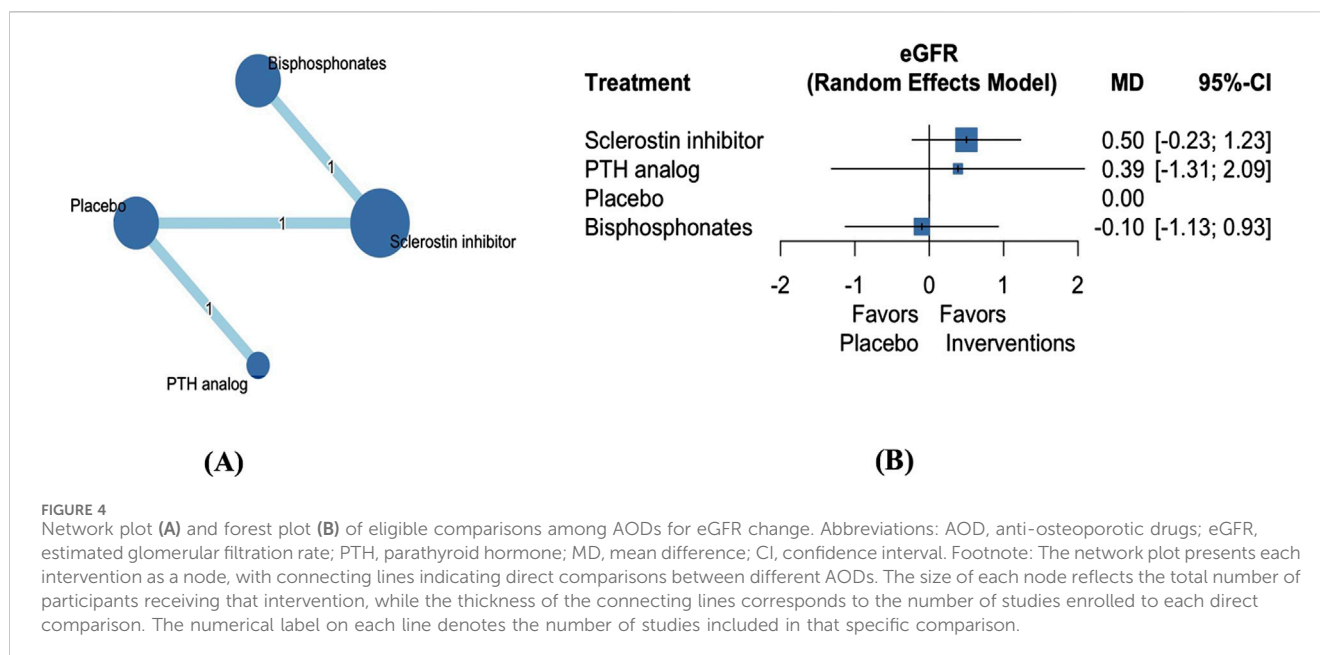 Bisphosphonates
1
Placebo
1
Sclerostin inhibitor
1
PTH analog
(A)
eGFR
Treatment (Random Effects Model) MD 95%-CI
Sclerostin inhibitor 0.50 [-0.23; 1.23]
PTH analog 0.39 [-1.31; 2.09]
Placebo 0.00
Bisphosphonates -0.10 [-1.13; 0.93]
-2 -1 0 1 2
Favors Favors
Placebo Inverventions
(B)
FIGURE 4
Network plot (A) and forest plot (B) of eligible comparisons among AODs for eGFR change. Abbreviations: AOD, anti-osteoporotic drugs; eGFR,
estimated glomerular filtration rate; PTH, parathyroid hormone; MD, mean difference; CI, confidence interval. Footnote: The network plot presents each
intervention as a node, with connecting lines indicating direct comparisons between different AODs. The size of each node reflects the total number of
participants receiving that intervention, while the thickness of the connecting lines corresponds to the number of studies enrolled to each direct
comparison. The numerical label on each line denotes the number of studies included in that specific comparison.